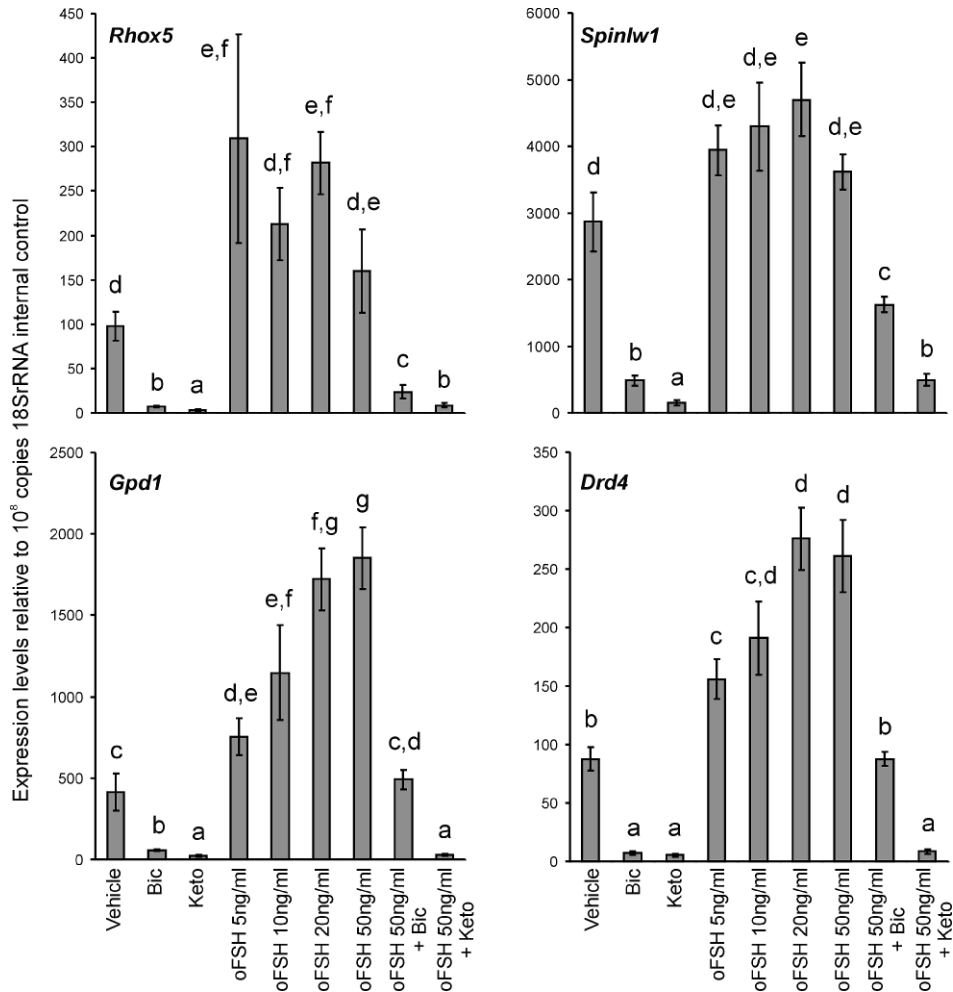 Expression levels relative to 10⁸ copies 18SrRNA internal control
Rhox5
450
400
350
300
250
200
150
100
50
0
d
b
a
e,f
d,f
e,f
d,e
c
b
Spinlw1
6000
5000
4000
3000
2000
1000
0
d
b
a
d,e
d,e
e
d,e
c
b
Gpd1
2500
2000
1500
1000
500
0
c
b
a
d,e
e,f
f,g
g
c,d
a
Vehicle
Bic
Keto
oFSH 5ng/ml
oFSH 10ng/ml
oFSH 20ng/ml
oFSH 50ng/ml
oFSH 50ng/ml
+ Bic
oFSH 50ng/ml
+ Keto
Drd4
350
300
250
200
150
100
50
0
b
a
a
c
c,d
d
d
b
a
Vehicle
Bic
Keto
oFSH 5ng/ml
oFSH 10ng/ml
oFSH 20ng/ml
oFSH 50ng/ml
oFSH 50ng/ml
+ Bic
oFSH 50ng/ml
+ Keto